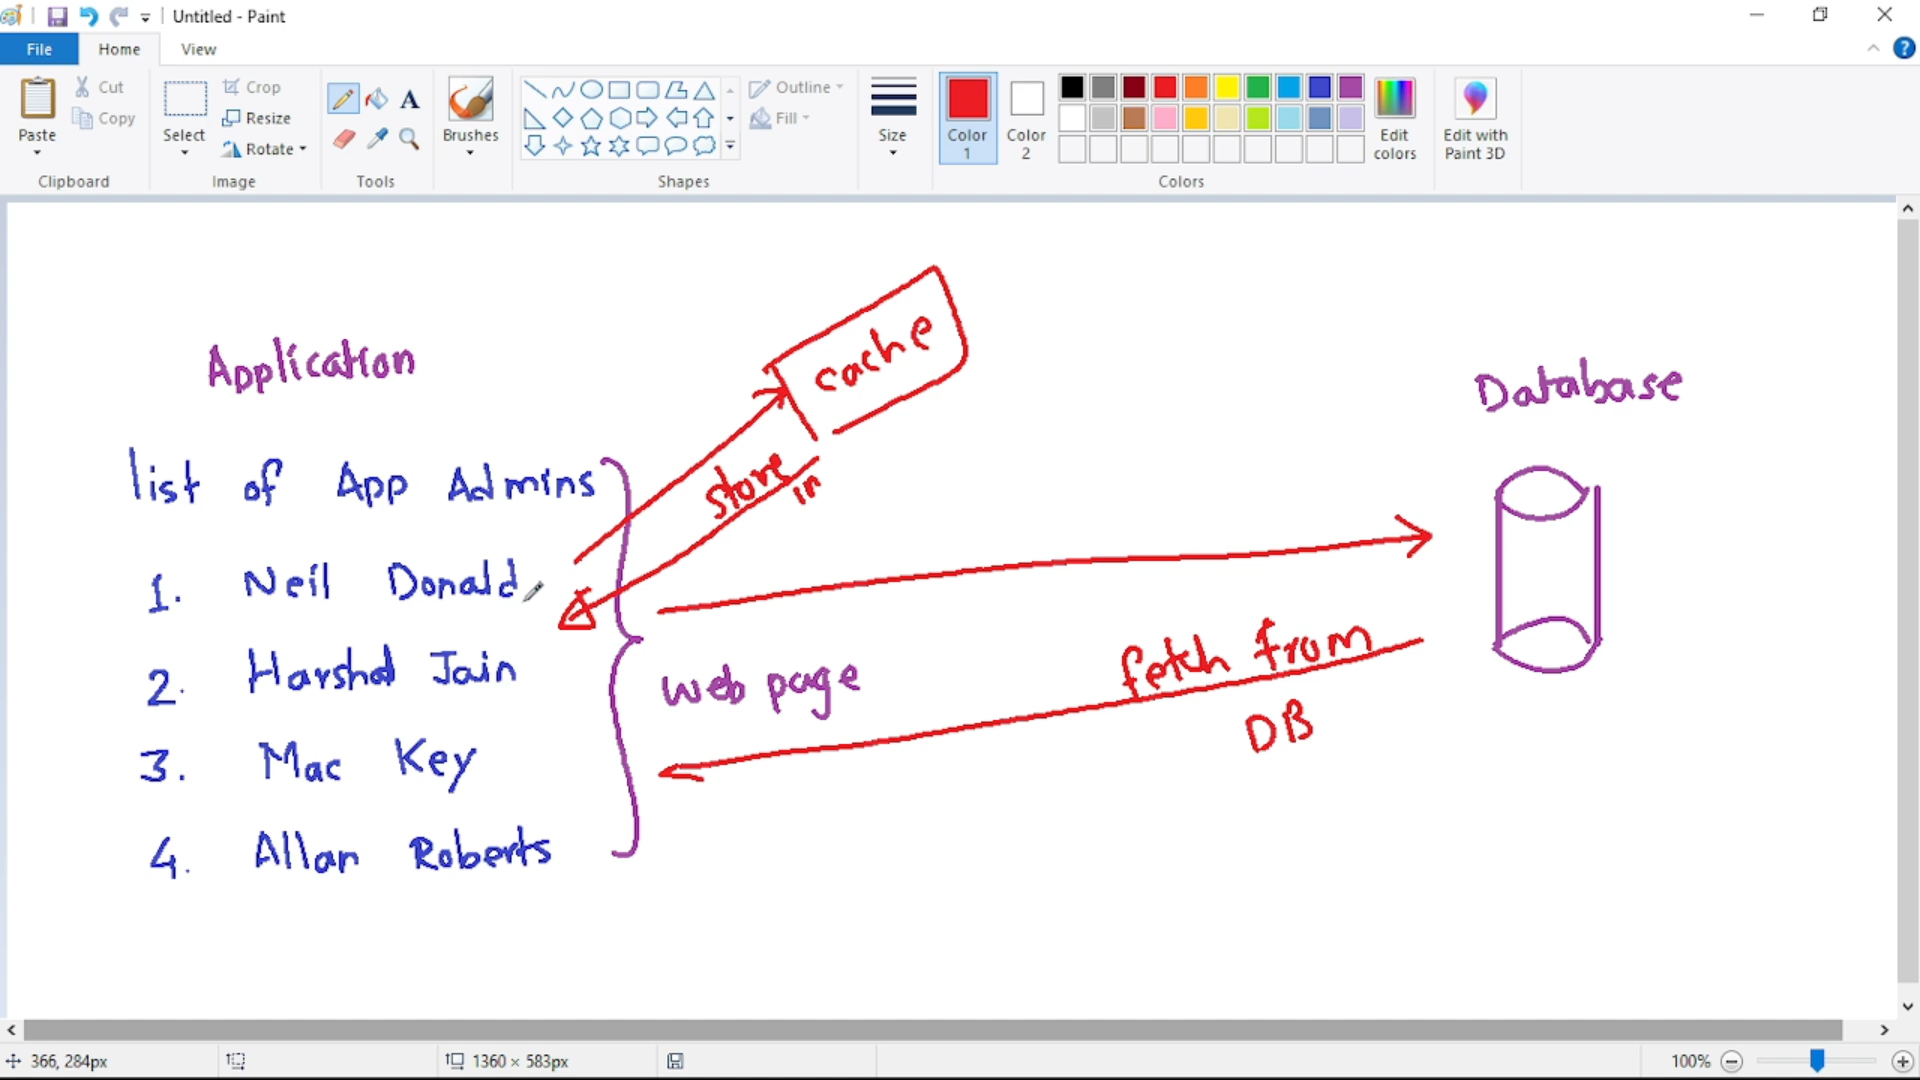 Untitled - Paint
File Home View
Paste
Cut
Copy
Clipboard
Select
Crop
Resize
Rotate
Image
Tools
Brushes
Shapes
Outline
Fill
Size
Color 1
Color 2
Colors
Edit colors
Edit with Paint 3D
cache
Application
Database
store in
list of App Admins
1. Neil Donald
2. Harshal Jain
3. Mac Key
4. Allan Roberts
web page
fetch from
DB
366, 284px
1360 × 583px
100%